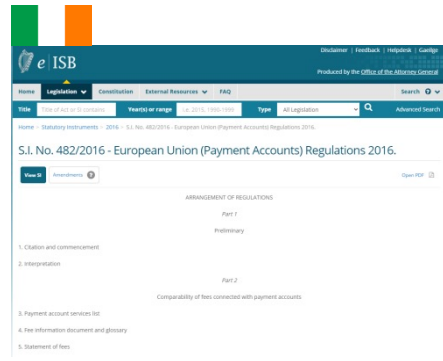 Disclaimer | Feedback | Helpdesk | Gaeilge
e ISB
Produced by the Office of the Attorney General
Home Legislation Constitution External Resources FAQ Search
Title Title of Act or SI contains Year(s) or range i.e. 2015, 1990-1999 Type All Legislation Advanced Search
Home > Statutory Instruments > 2016 > S.I. No. 482/2016 - European Union (Payment Accounts) Regulations 2016.
S.I. No. 482/2016 - European Union (Payment Accounts) Regulations 2016.
View SI Amendments ? Open PDF
ARRANGEMENT OF REGULATIONS
Part 1
Preliminary
1. Citation and commencement
2. Interpretation
Part 2
Comparability of fees connected with payment accounts
3. Payment account services list
4. Fee information document and glossary
5. Statement of fees